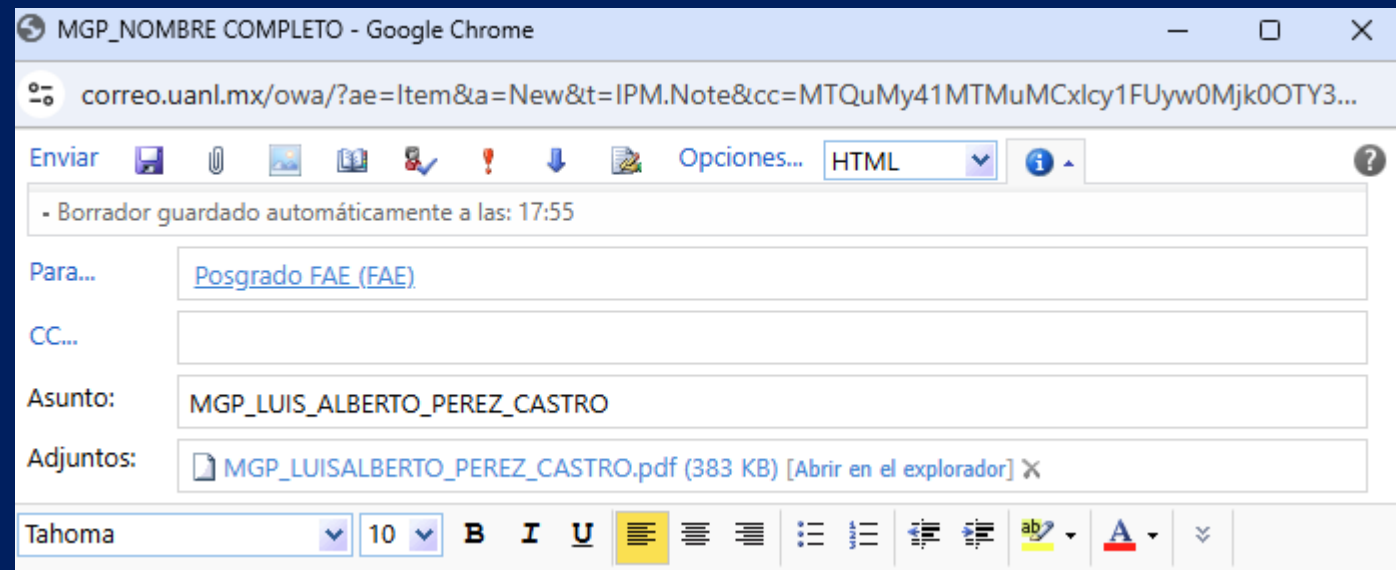 MGP_NOMBRE COMPLETO - Google Chrome
correo.uanl.mx/owa/?ae=Item&a=New&t=IPM.Note&cc=MTQuMy41MTMuMCxlcy1FUyw0Mjk0OTY3...
Enviar Opciones... HTML
- Borrador guardado automáticamente a las: 17:55
Para... Posgrado FAE (FAE)
CC...
Asunto: MGP_LUIS_ALBERTO_PEREZ_CASTRO
Adjuntos: MGP_LUISALBERTO_PEREZ_CASTRO.pdf (383 KB) [Abrir en el explorador]
Tahoma 10 B I U ab A